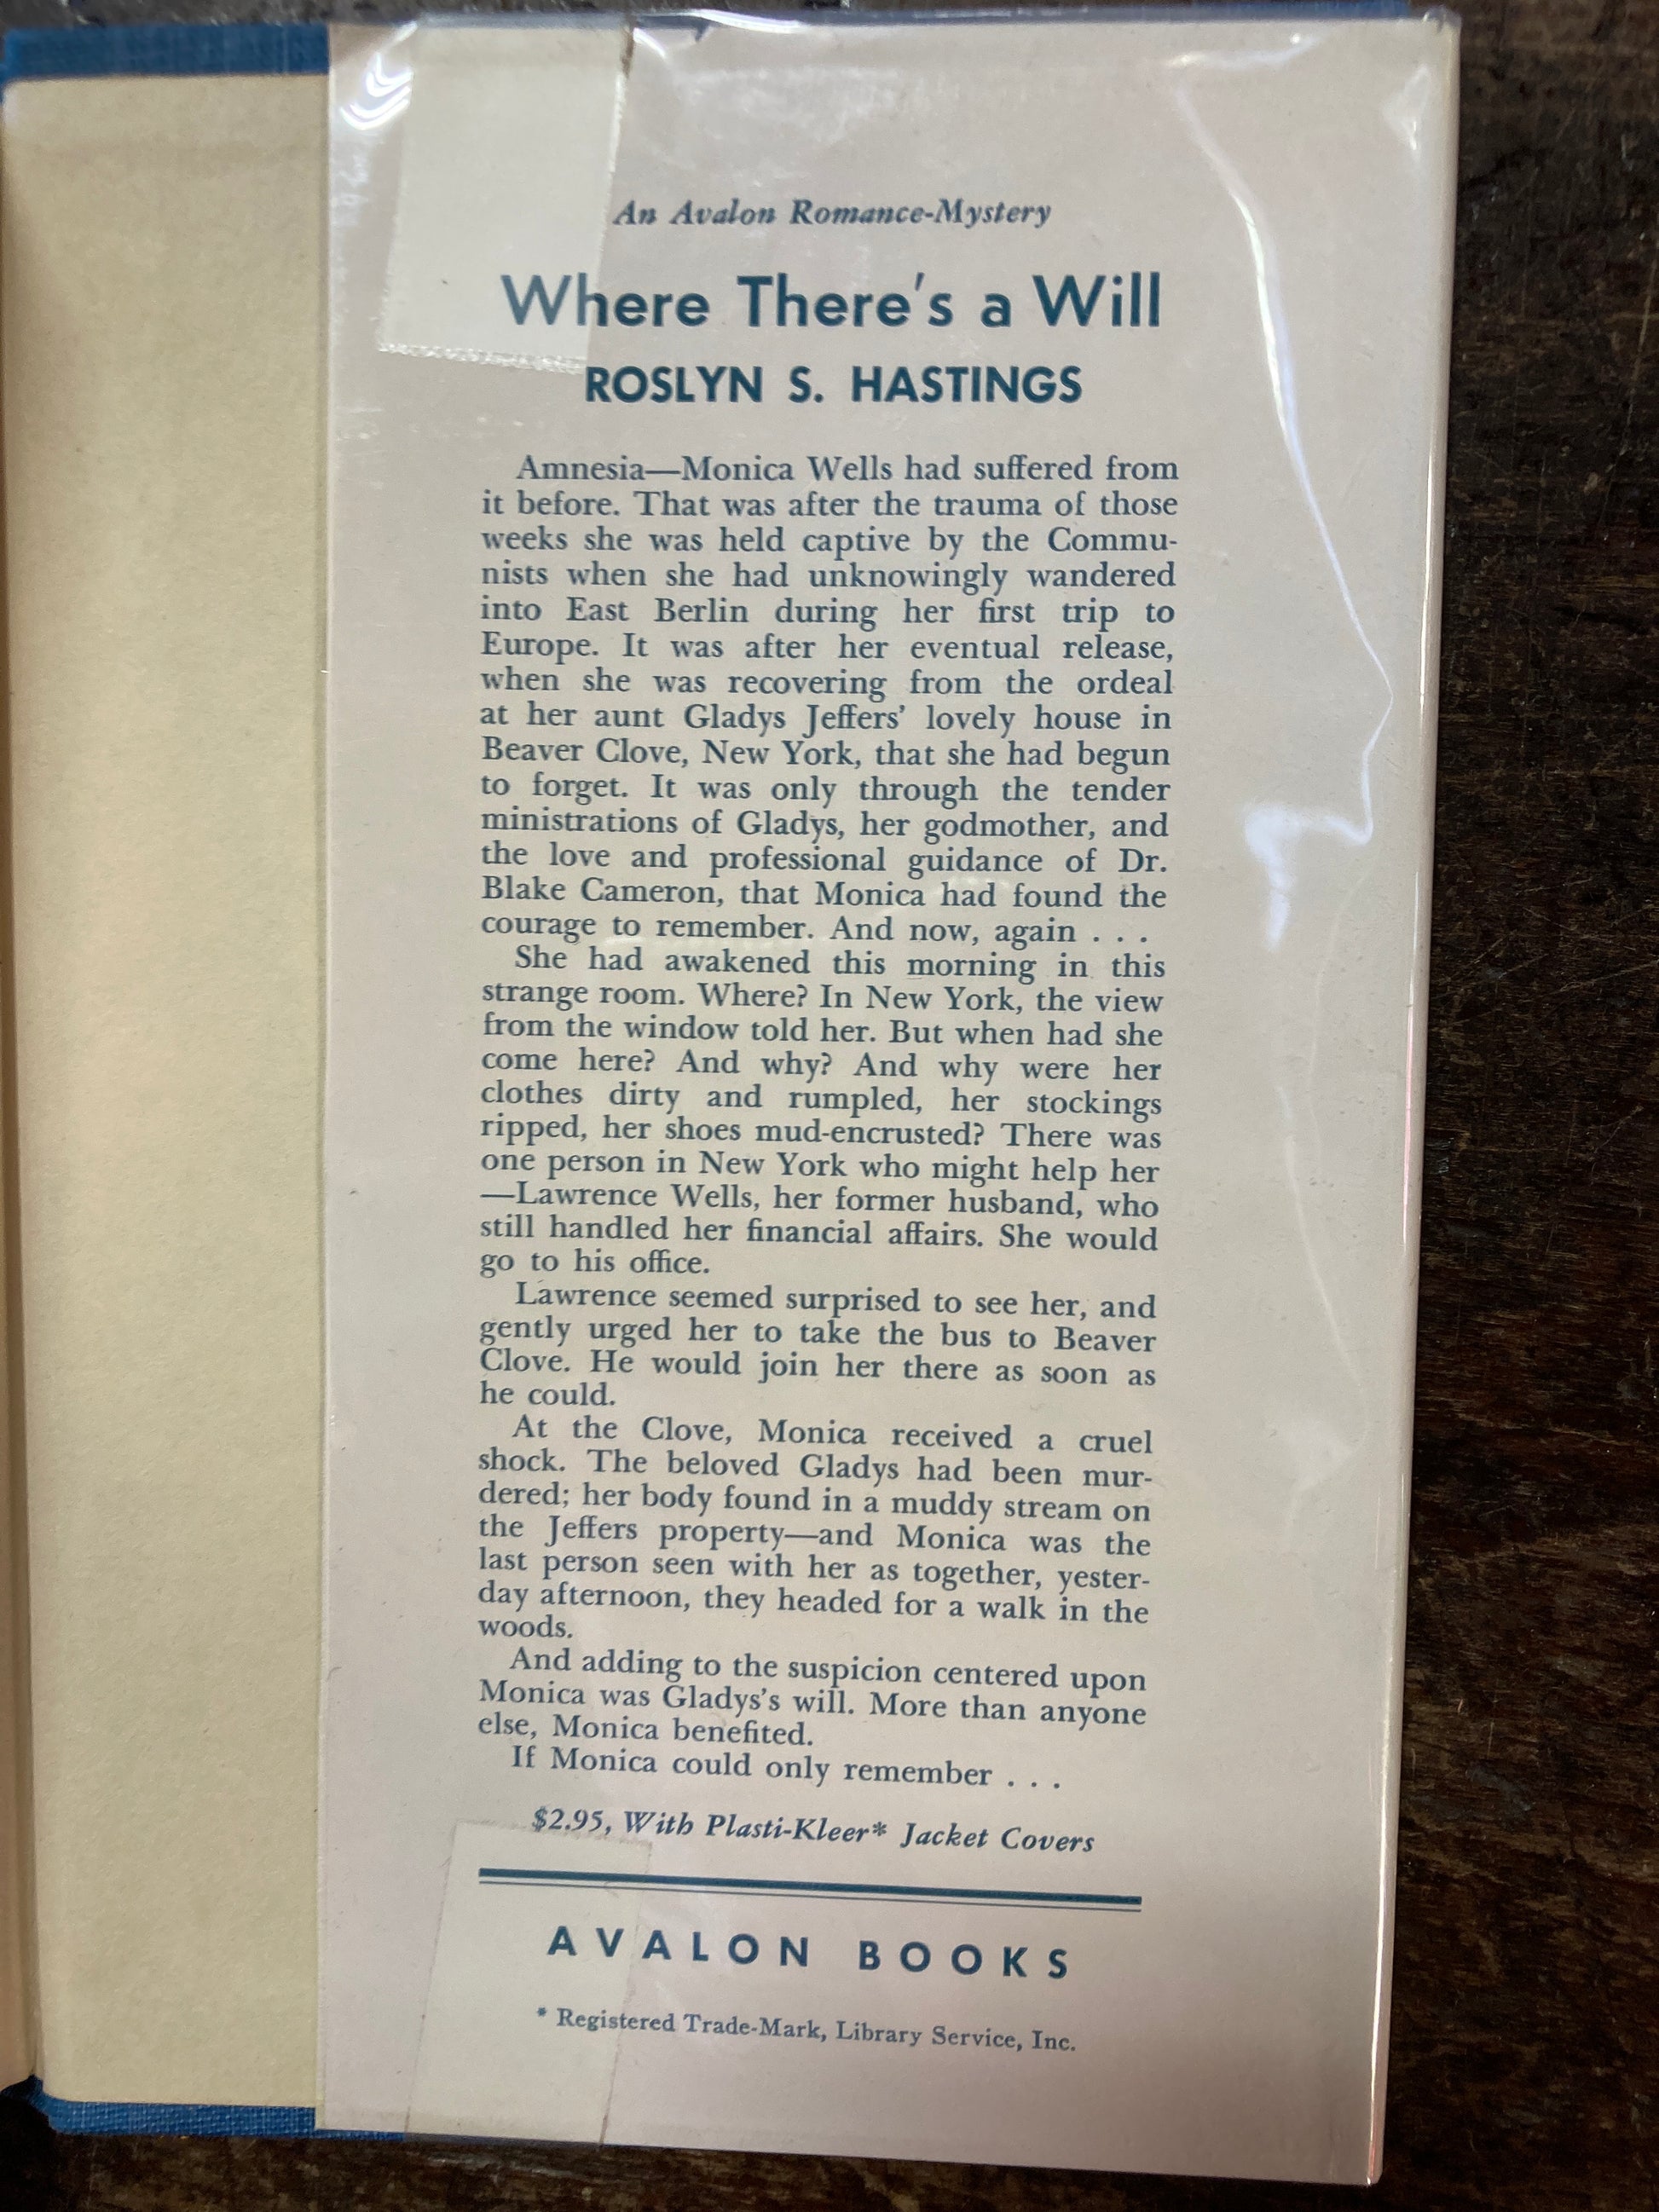 An Avalon Romance-Mystery
Where There's a Will
ROSLYN S. HASTINGS
Amnesia—Monica Wells had suffered from
it before. That was after the trauma of those
weeks she was held captive by the Commu-
nists when she had unknowingly wandered
into East Berlin during her first trip to
Europe. It was after her eventual release,
when she was recovering from the ordeal
at her aunt Gladys Jeffers' lovely house in
Beaver Clove, New York, that she had begun
to forget. It was only through the tender
ministrations of Gladys, her godmother, and
the love and professional guidance of Dr.
Blake Cameron, that Monica had found the
courage to remember. And now, again . . .
She had awakened this morning in this
strange room. Where? In New York, the view
from the window told her. But when had she
come here? And why? And why were her
clothes dirty and rumpled, her stockings
ripped, her shoes mud-encrusted? There was
one person in New York who might help her
—Lawrence Wells, her former husband, who
still handled her financial affairs. She would
go to his office.
Lawrence seemed surprised to see her, and
gently urged her to take the bus to Beaver
Clove. He would join her there as soon as
he could.
At the Clove, Monica received a cruel
shock. The beloved Gladys had been mur-
dered; her body found in a muddy stream on
the Jeffers property—and Monica was the
last person seen with her as together, yester-
day afternoon, they headed for a walk in the
woods.
And adding to the suspicion centered upon
Monica was Gladys's will. More than anyone
else, Monica benefited.
If Monica could only remember . . .
$2.95, With Plasti-Kleer* Jacket Covers
AVALON BOOKS
* Registered Trade-Mark, Library Service, Inc.